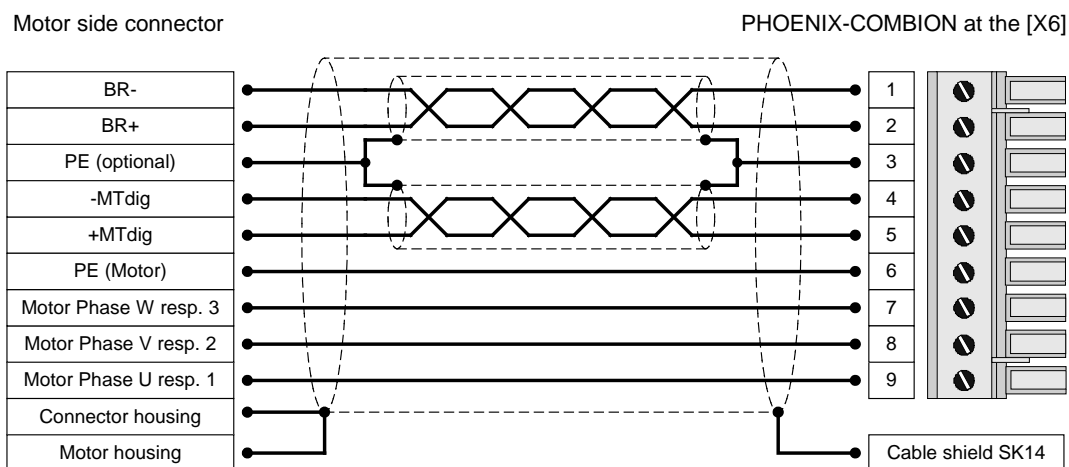 Motor side connector PHOENIX-COMBION at the [X6]
BR- 1
BR+ 2
PE (optional) 3
-MTdig 4
+MTdig 5
PE (Motor) 6
Motor Phase W resp. 3 7
Motor Phase V resp. 2 8
Motor Phase U resp. 1 9
Connector housing
Motor housing Cable shield SK14